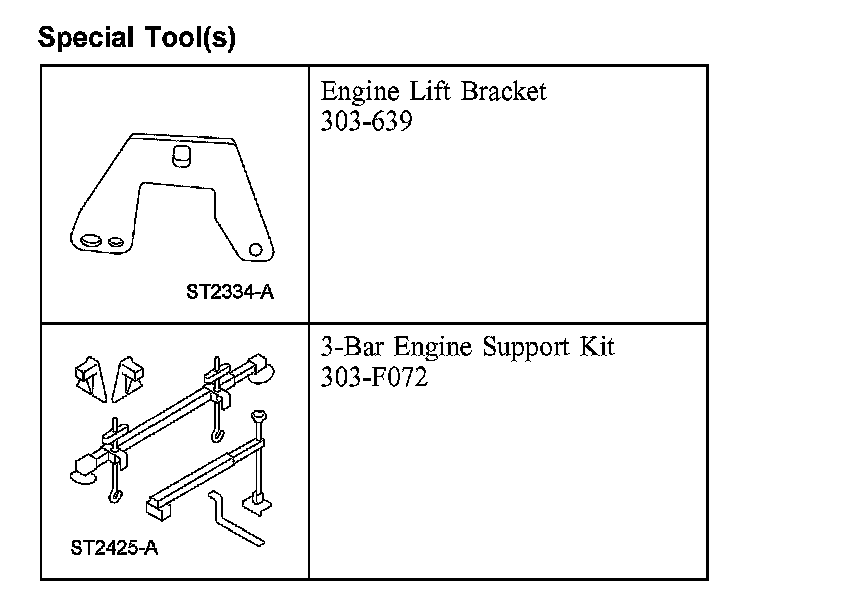 Special Tool(s)
Engine Lift Bracket
303-639
ST2334-A
3-Bar Engine Support Kit
303-F072
ST2425-A